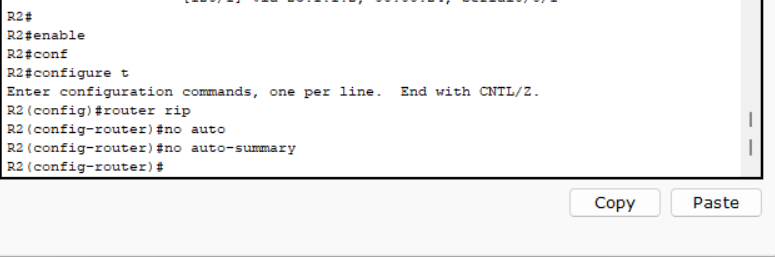 R2#
R2#enable
R2#conf
R2#configure t
Enter configuration commands, one per line.  End with CNTL/Z.
R2(config)#router rip
R2(config-router)#no auto
R2(config-router)#no auto-summary
R2(config-router)#
Copy Paste